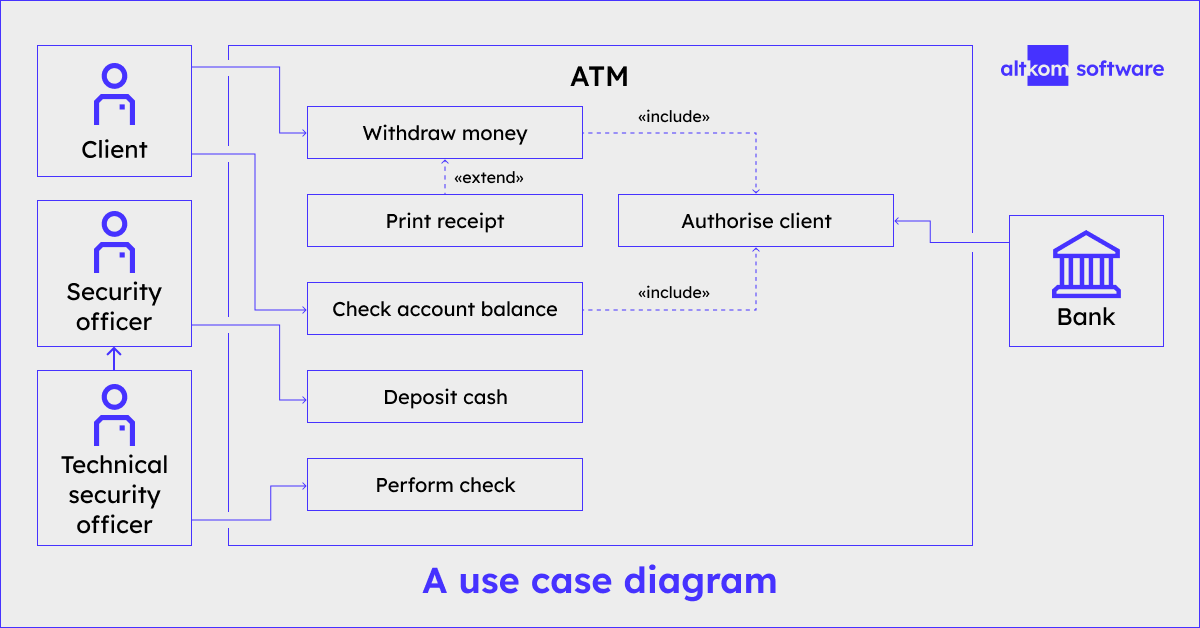 ATM
altkom software
Client
Withdraw money
«include»
«extend»
Print receipt
Authorise client
Security
officer
Check account balance
«include»
Bank
Deposit cash
Technical
security
officer
Perform check
A use case diagram